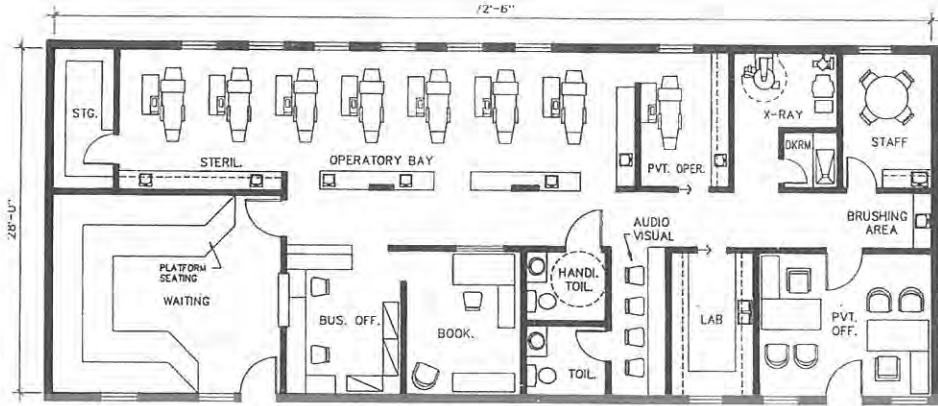 72'-6"
28'-0"
STG.
STERIL.
OPERATORY BAY
PVT. OPER.
X-RAY
DKRM.
STAFF
PLATFORM
SEATING
WAITING
BUS. OFF.
BOOK.
HANDI.
TOIL.
TOIL.
AUDIO
VISUAL
LAB
BRUSHING
AREA
PVT.
OFF.